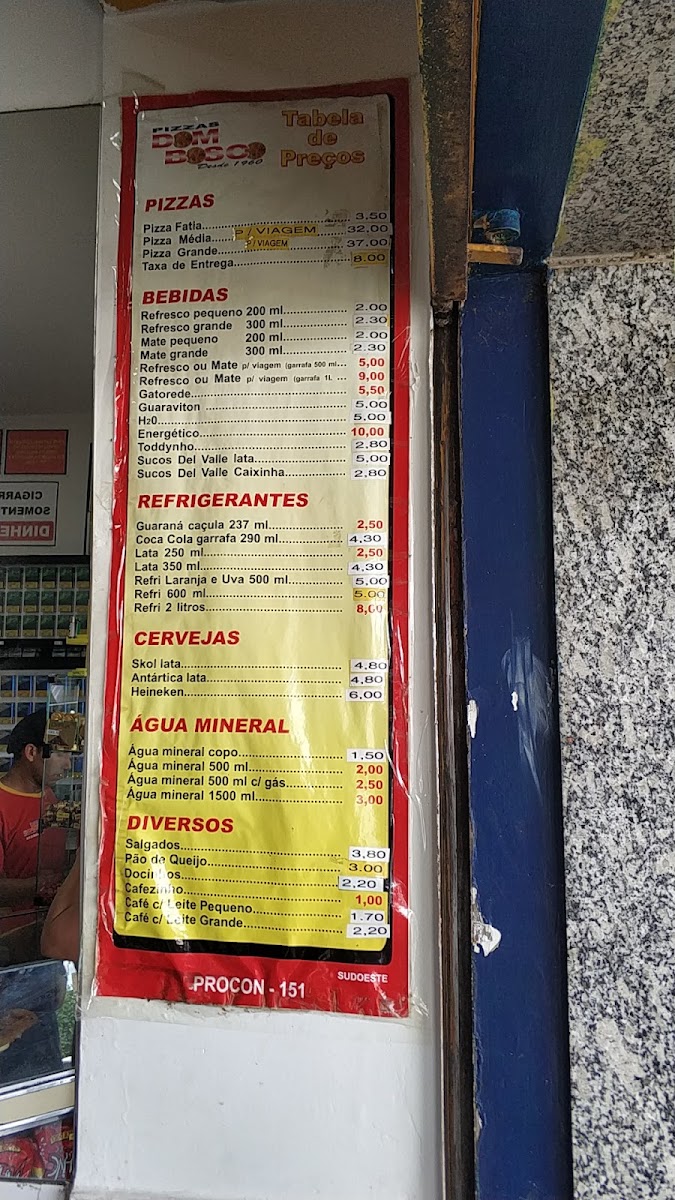 PIZZAS
DOM
BOSCO
Desde 1960
Tabela
de
Preços
PIZZAS
Pizza Fatia........ 3,50
Pizza Média........ P/ VIAGEM 32,00
Pizza Grande........ P/ VIAGEM 37,00
Taxa de Entrega........ 8.00
BEBIDAS
Refresco pequeno 200 ml........ 2.00
Refresco grande 300 ml........ 2.30
Mate pequeno 200 ml........ 2.00
Mate grande 300 ml........ 2.30
Refresco ou Mate p/ viagem (garrafa 500 ml... 5,00
Refresco ou Mate p/ viagem (garrafa 1L ... 9,00
Gatorede........ 5,50
Guaraviton ........ 5,00
H20........ 5.00
Energético........ 10,00
Toddynho........ 2,80
Sucos Del Valle lata........ 5,00
Sucos Del Valle Caixinha........ 2,80
REFRIGERANTES
Guaraná caçula 237 ml........ 2,50
Coca Cola garrafa 290 ml........ 4,30
Lata 250 ml........ 2,50
Lata 350 ml........ 4,30
Refri Laranja e Uva 500 ml........ 5,00
Refri 600 ml........ 5.00
Refri 2 litros........ 8,00
CERVEJAS
Skol lata........ 4,80
Antártica lata........ 4,80
Heineken........ 6,00
ÁGUA MINERAL
Água mineral copo........ 1,50
Água mineral 500 ml........ 2,00
Água mineral 500 ml c/ gás........ 2,50
Água mineral 1500 ml........ 3,00
DIVERSOS
Salgados........ 3,80
Pão de Queijo........ 3.00
Docinhos........ 2,20
Cafezinho........ 1,00
Café c/ Leite Pequeno........ 1.70
Café c/ Leite Grande........ 2,20
SUDOESTE
PROCON - 151
CIGARR
SOMENT
DINHE